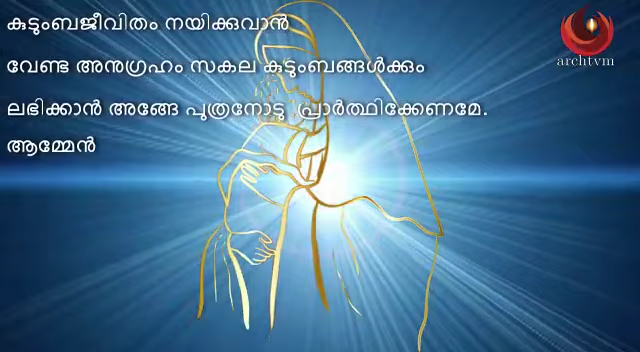 കുടുംബജീവിതം നയിക്കുവാൻ
വേണ്ട അനുഗ്രഹം സകല കുടുംബങ്ങൾക്കും
ലഭിക്കാൻ അങ്ങേ പുത്രനോടു പ്രാർത്ഥിക്കേണമേ.
ആമ്മേൻ
archtvm